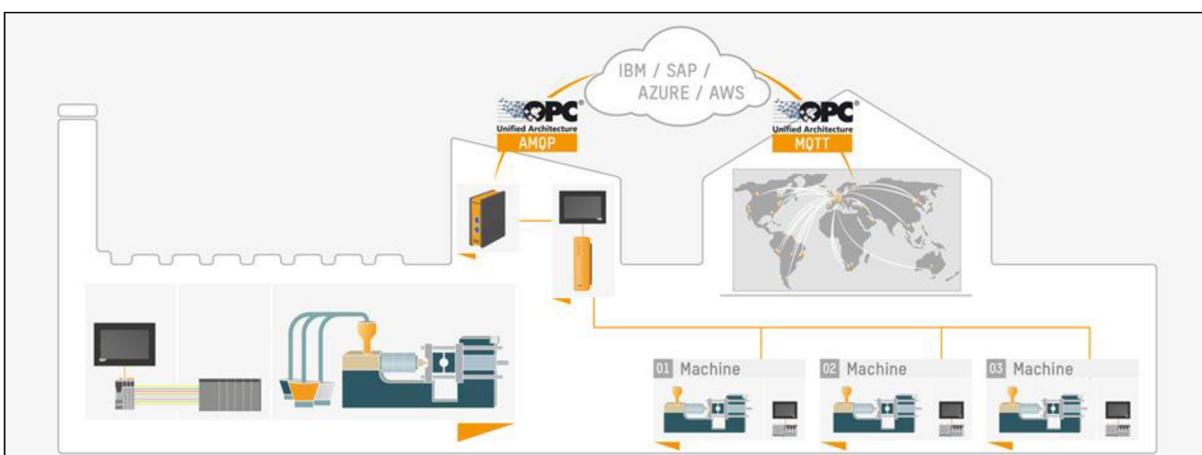 IBM / SAP /
AZURE / AWS
OPC®
Unified Architecture
AMQP
OPC®
Unified Architecture
MQTT
01 Machine
02 Machine
03 Machine